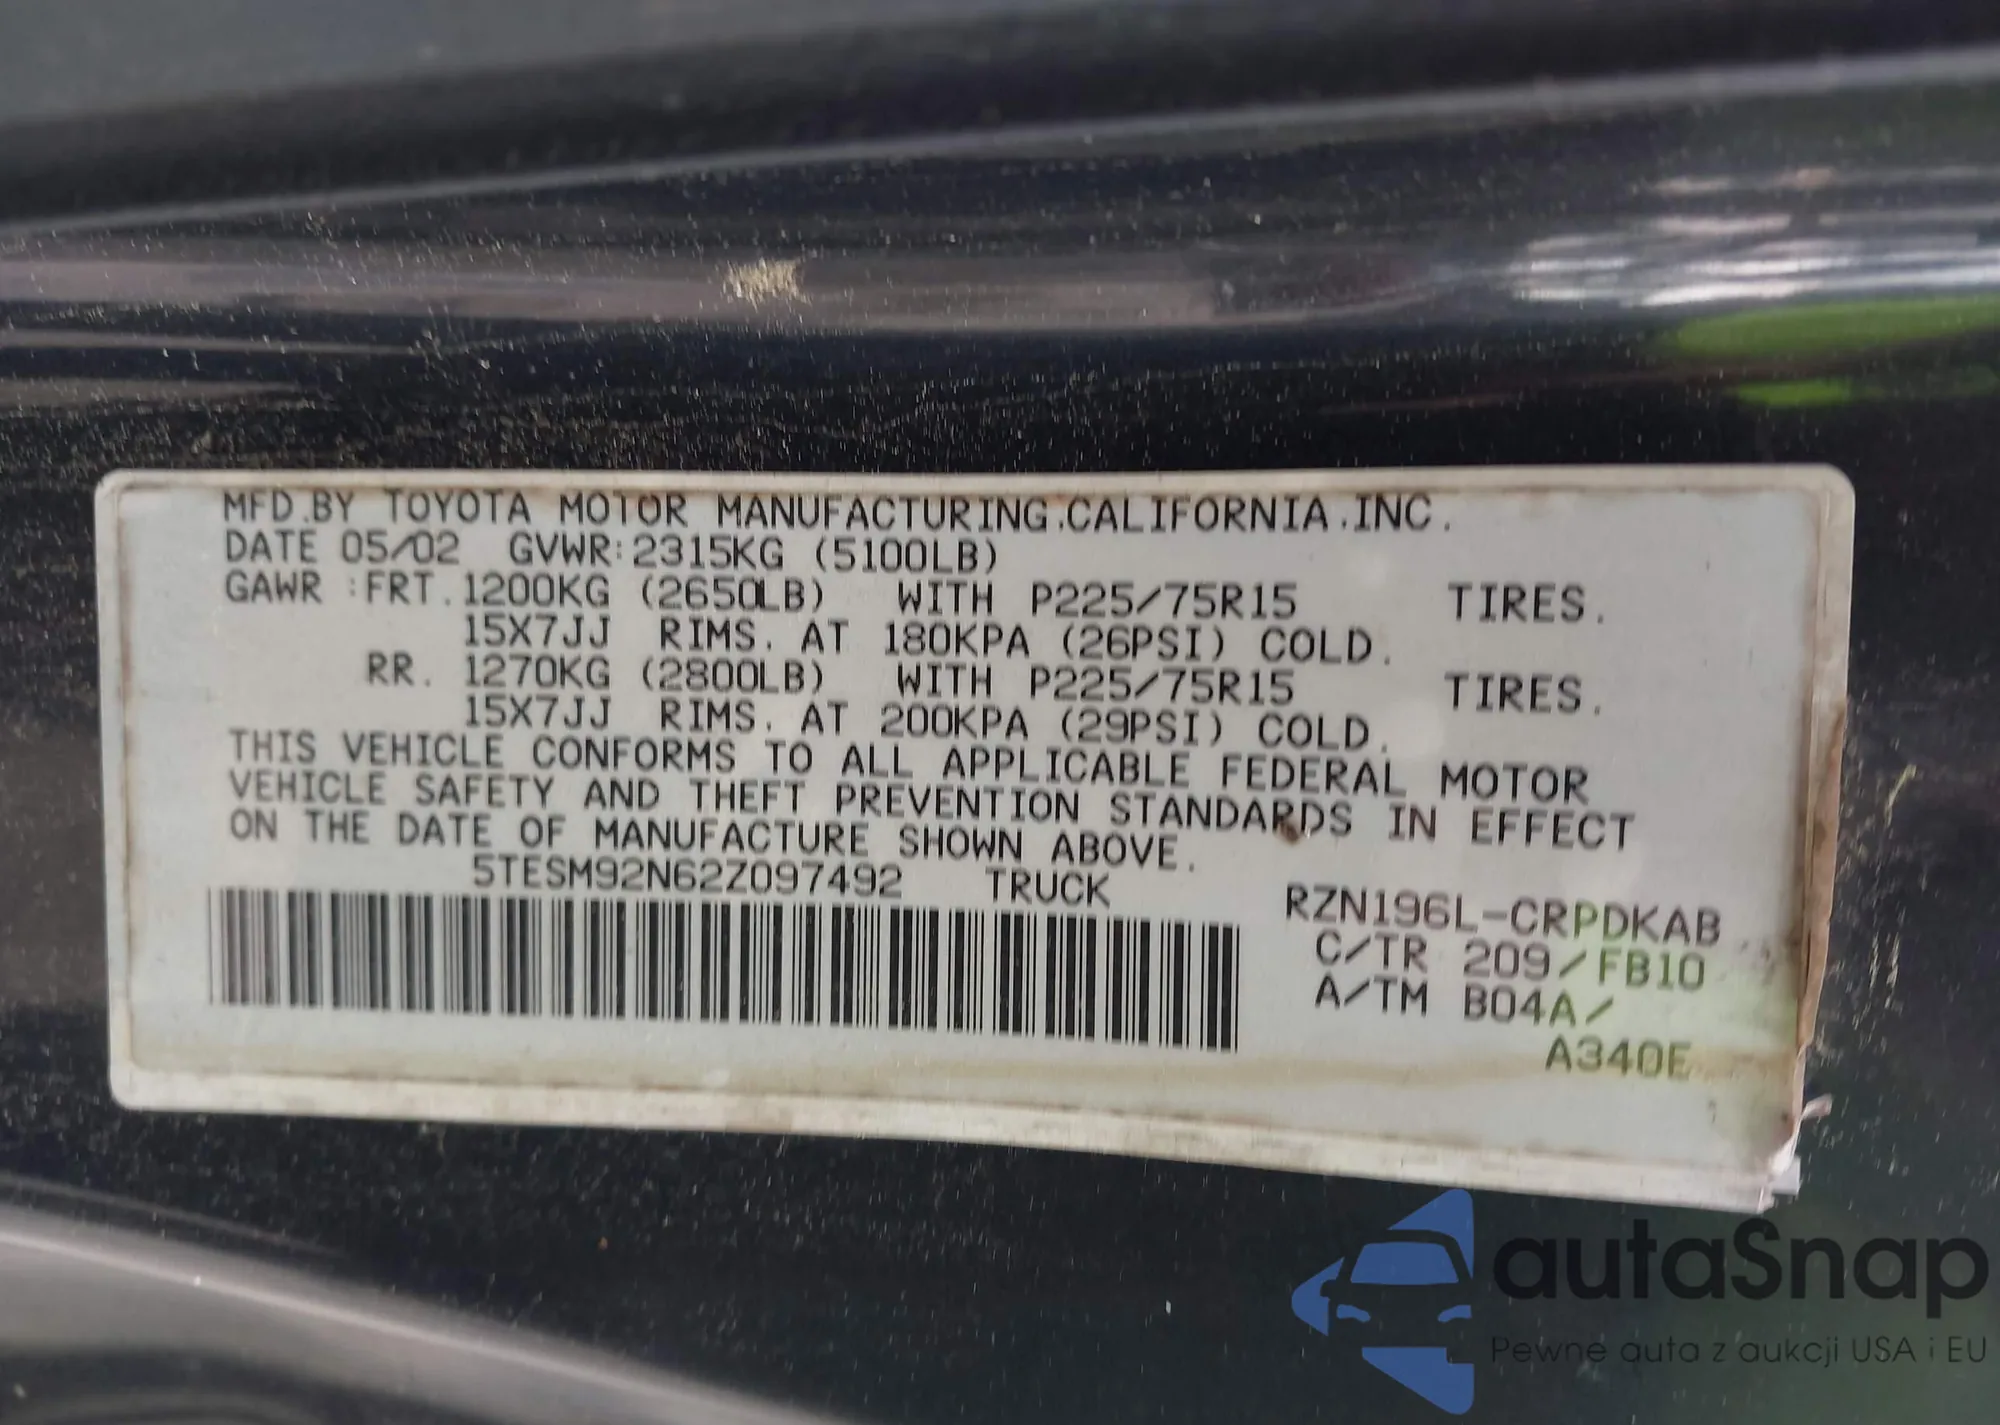 MFD.BY TOYOTA MOTOR MANUFACTURING.CALIFORNIA.INC.
DATE 05/02 GVWR:2315KG (5100LB)
GAWR :FRT.1200KG (2650LB) WITH P225/75R15 TIRES.
15X7JJ RIMS. AT 180KPA (26PSI) COLD.
RR. 1270KG (2800LB) WITH P225/75R15 TIRES.
15X7JJ RIMS. AT 200KPA (29PSI) COLD.
THIS VEHICLE CONFORMS TO ALL APPLICABLE FEDERAL MOTOR
VEHICLE SAFETY AND THEFT PREVENTION STANDARDS IN EFFECT
ON THE DATE OF MANUFACTURE SHOWN ABOVE.
5TESM92N62Z097492 TRUCK
RZN196L-CRPDKAB
C/TR 209/FB10
A/TM B04A/
A340E
autaSnap
Pewne auta z aukcji USA i EU